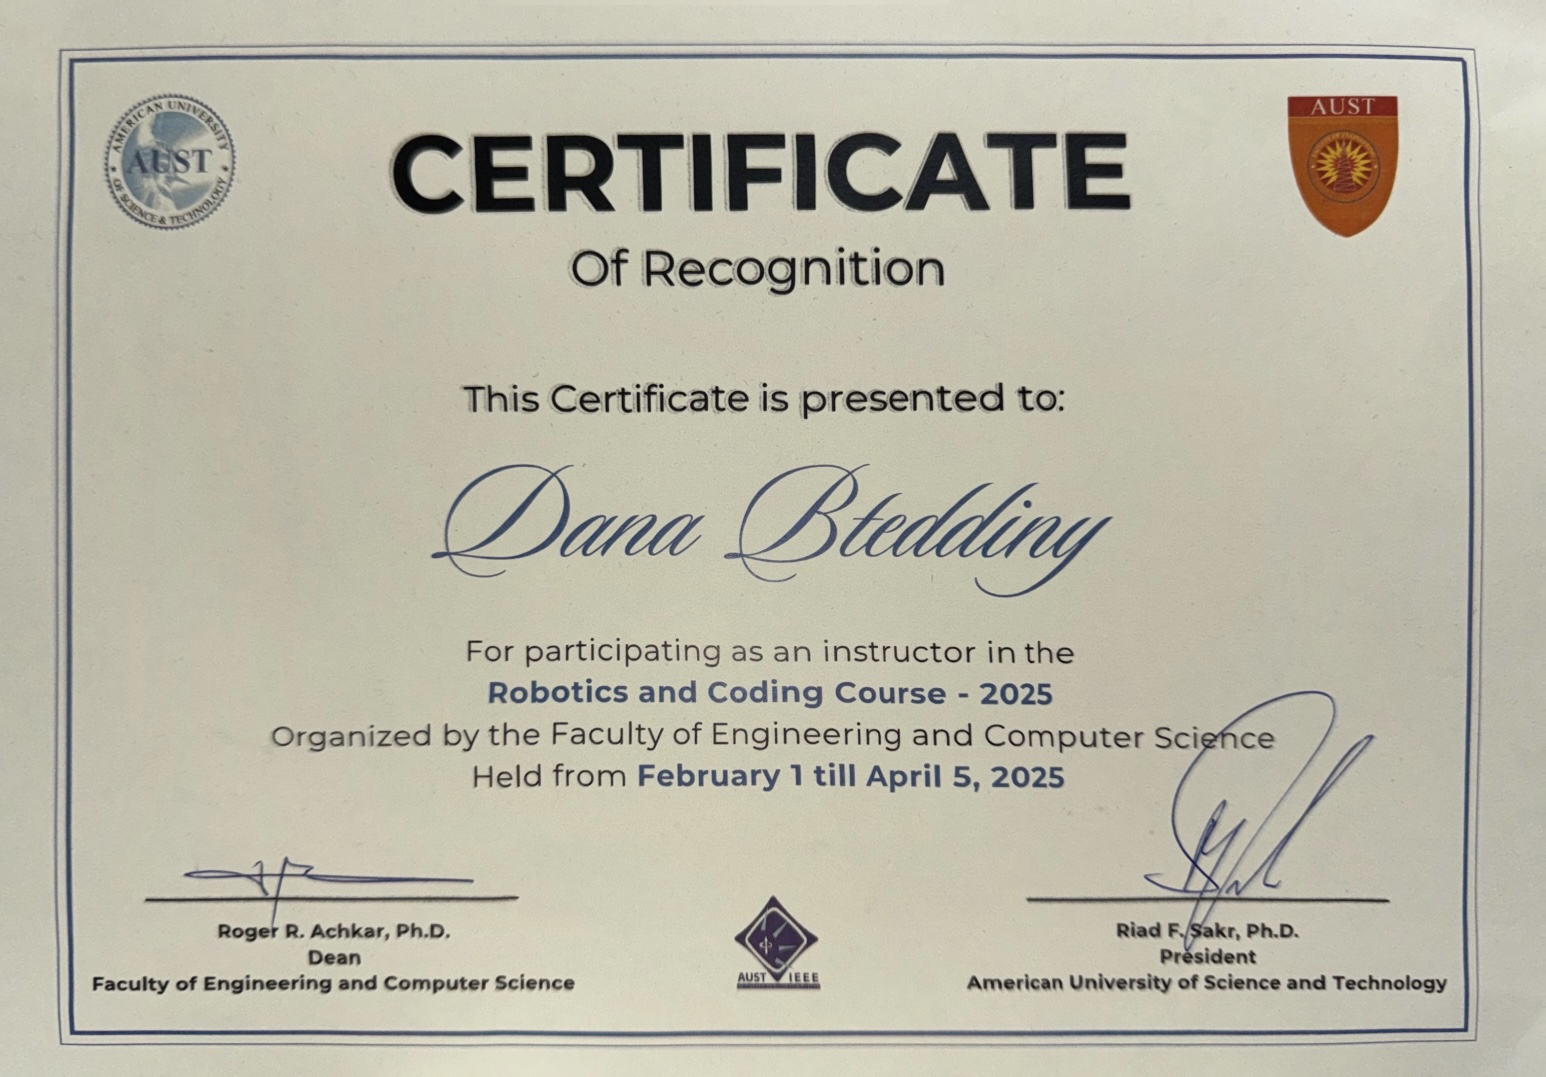 AMERICAN UNIVERSITY
AUST
OF SCIENCE & TECHNOLOGY
AUST
CERTIFICATE
Of Recognition
This Certificate is presented to:
Dana Btedding
For participating as an instructor in the
Robotics and Coding Course - 2025
Organized by the Faculty of Engineering and Computer Science
Held from February 1 till April 5, 2025
Roger R. Achkar, Ph.D.
Dean
Faculty of Engineering and Computer Science
AUST IEEE
Riad F. Sakr, Ph.D.
President
American University of Science and Technology